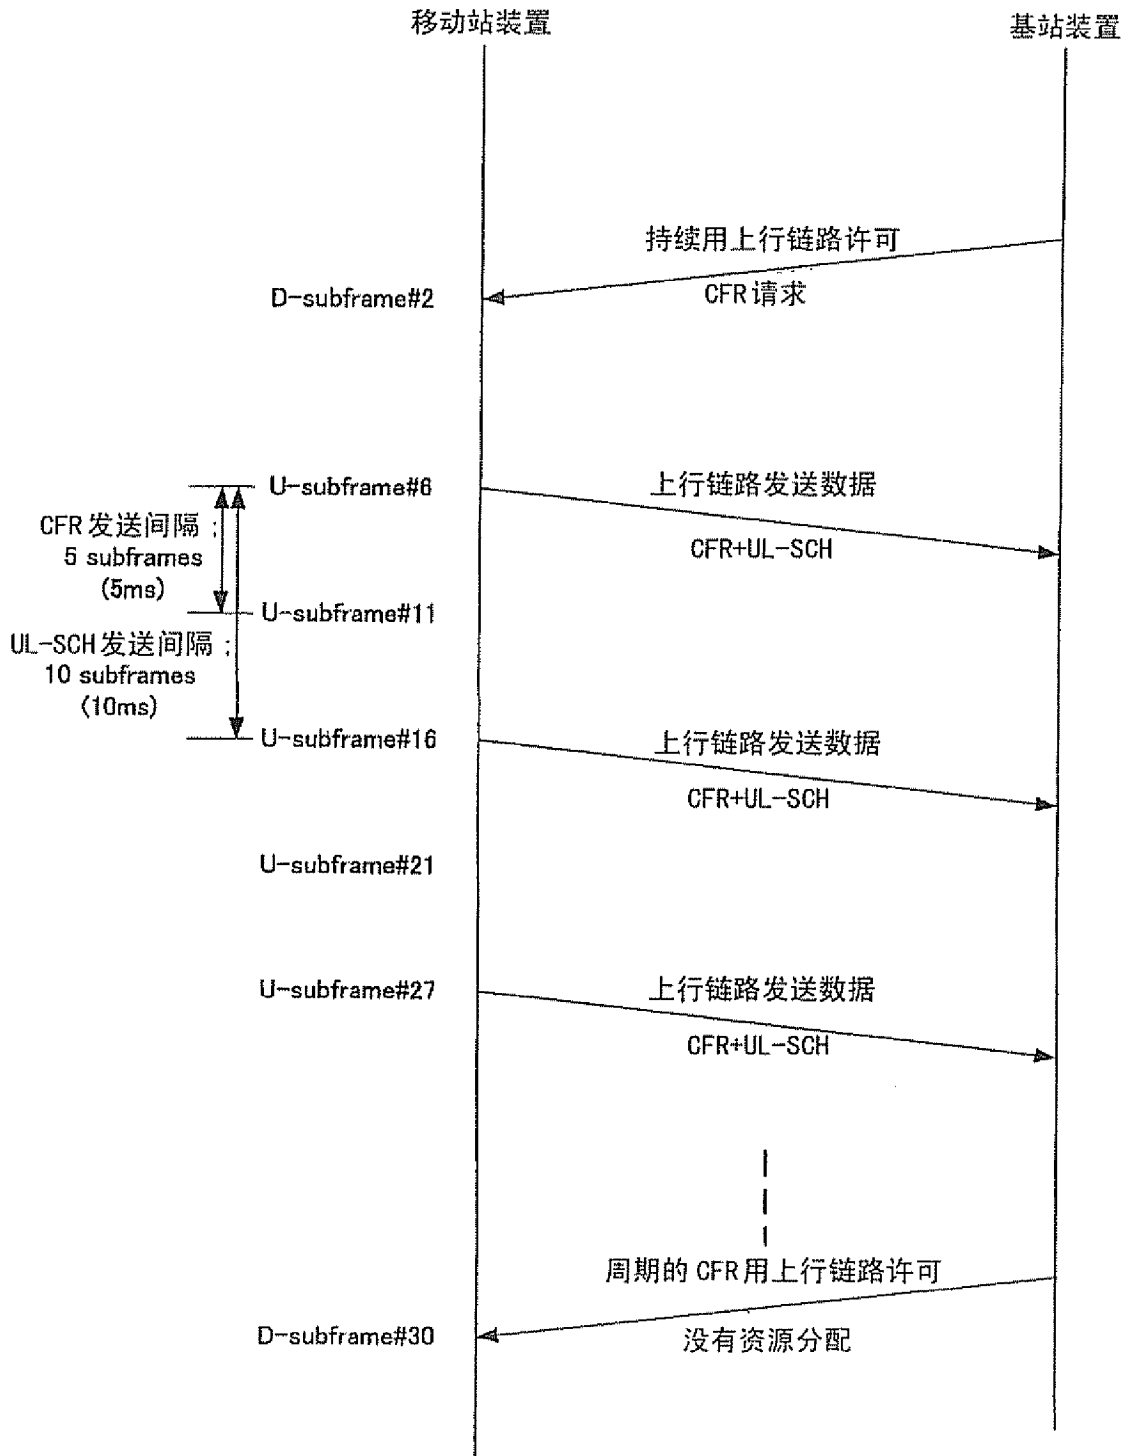 移动站装置
基站装置
持续用上行链路许可
D-subframe#2
CFR请求
U-subframe#6
上行链路发送数据
CFR发送间隔;
5 subframes
(5ms)
CFR+UL-SCH
U-subframe#11
UL-SCH发送间隔;
10 subframes
(10ms)
U-subframe#16
上行链路发送数据
CFR+UL-SCH
U-subframe#21
U-subframe#27
上行链路发送数据
CFR+UL-SCH
周期的CFR用上行链路许可
D-subframe#30
没有资源分配